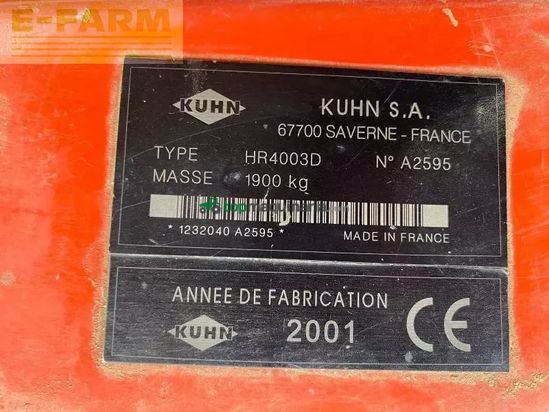 E-FARM
KUHN
KUHN S.A.
67700 SAVERNE - FRANCE
TYPE HR4003D N° A2595
MASSE 1900 kg
* 1232040 A2595 *
MADE IN FRANCE
ANNEE DE FABRICATION
KUHN 2001 CE